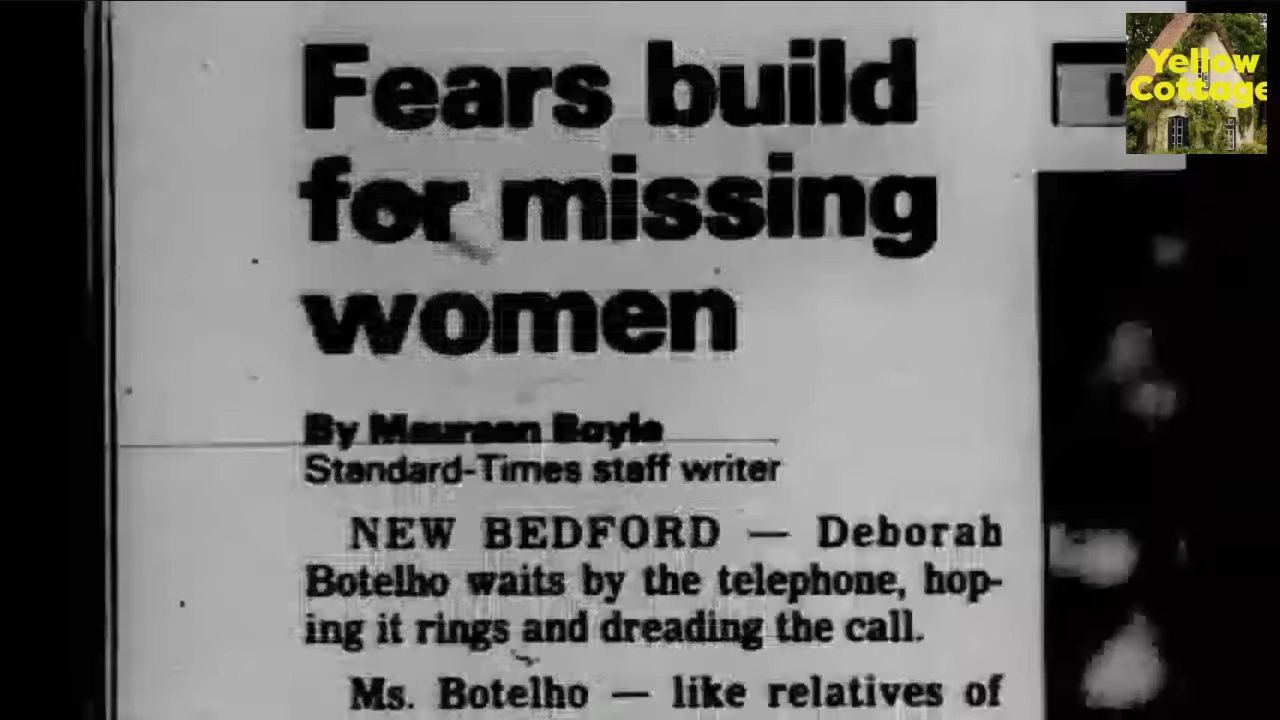 Fears build
for missing
women
By Maureen Boyle
Standard-Times staff writer
NEW BEDFORD — Deborah
Botelho waits by the telephone, hop-
ing it rings and dreading the call.
Ms. Botelho — like relatives of
Yellow
Cottage